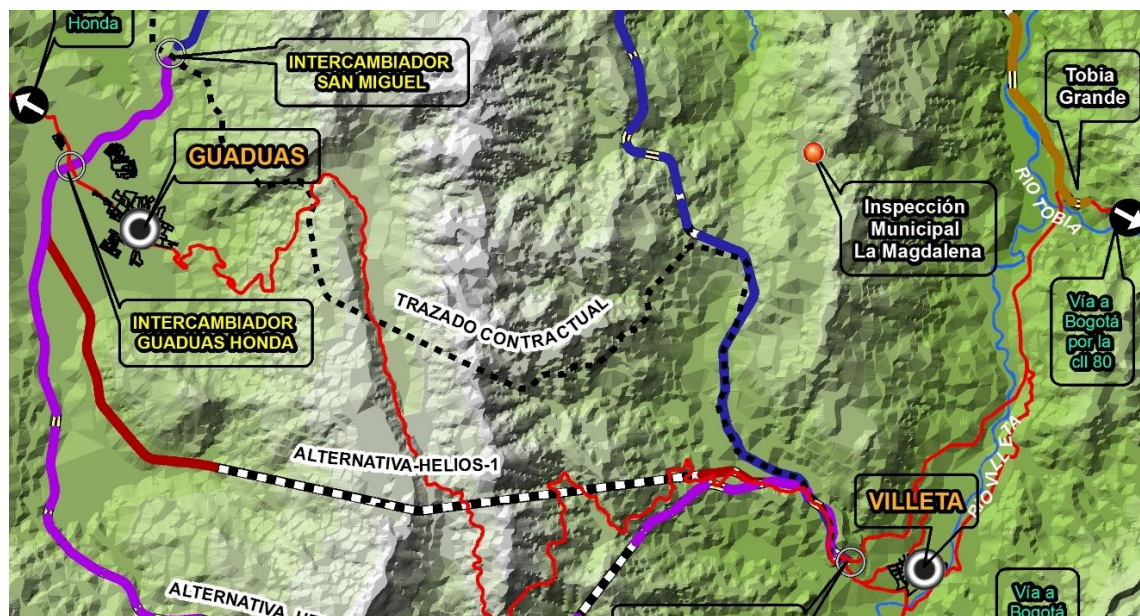 Honda
INTERCAMBIADOR
SAN MIGUEL
Tobia
Grande
GUADUAS
RIO TOBIA
Inspección
Municipal
La Magdalena
TRAZADO CONTRACTUAL
INTERCAMBIADOR
GUADUAS HONDA
Vía a
Bogotá
por la
cll 80
ALTERNATIVA-HELIOS-1
RIO VILLETA
VILLETA
ALTERNATIVA
Vía a
Bogotá